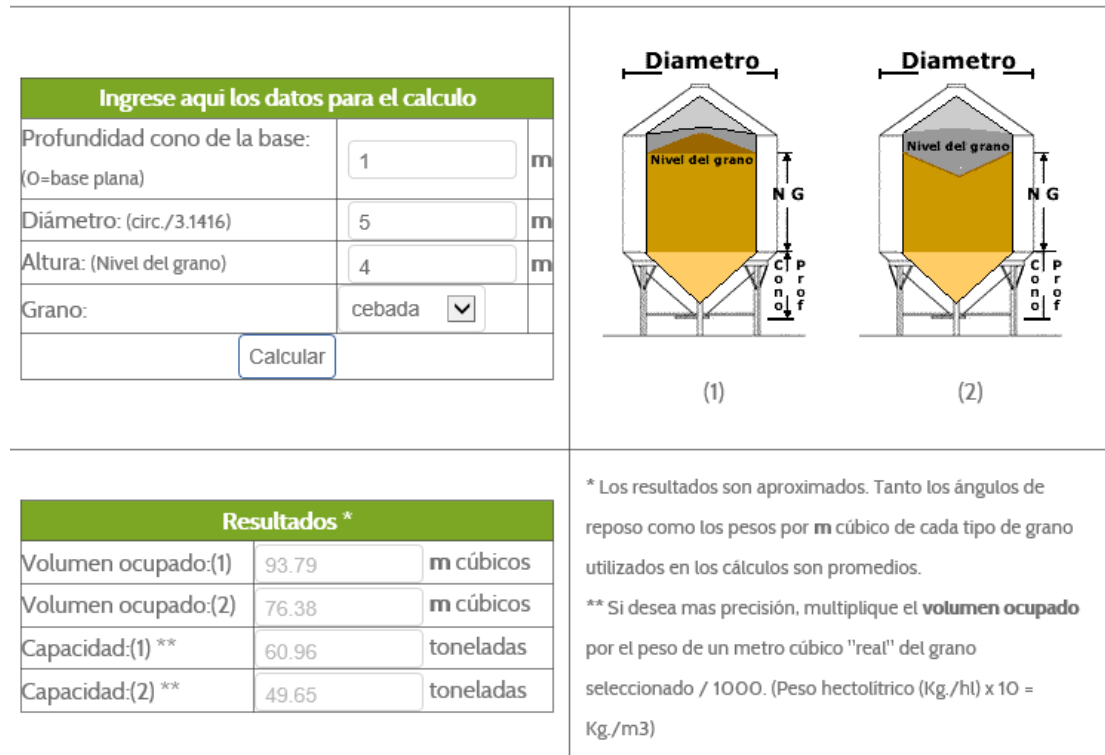 Ingrese aqui los datos para el calculo
Profundidad cono de la base:
(0=base plana)
1
m
Diámetro: (circ./3.1416)
5
m
Altura: (Nivel del grano)
4
m
Grano:
cebada
Calcular
Diametro
Nivel del grano
N G
Cono Prof
(1)
Diametro
Nivel del grano
N G
Cono Prof
(2)
Resultados *
Volumen ocupado:(1) 93.79 m cúbicos
Volumen ocupado:(2) 76.38 m cúbicos
Capacidad:(1) ** 60.96 toneladas
Capacidad:(2) ** 49.65 toneladas
* Los resultados son aproximados. Tanto los ángulos de
reposo como los pesos por m cúbico de cada tipo de grano
utilizados en los cálculos son promedios.
** Si desea mas precisión, multiplique el volumen ocupado
por el peso de un metro cúbico "real" del grano
seleccionado / 1000. (Peso hectolítrico (Kg./hl) x 10 =
Kg./m3)